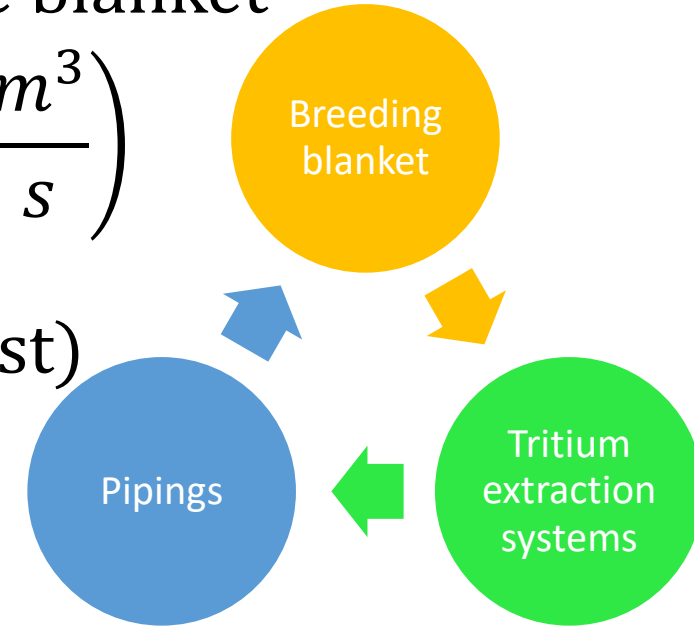 blanket
m³
s
st)
Breeding
blanket
Pipings
Tritium
extraction
systems